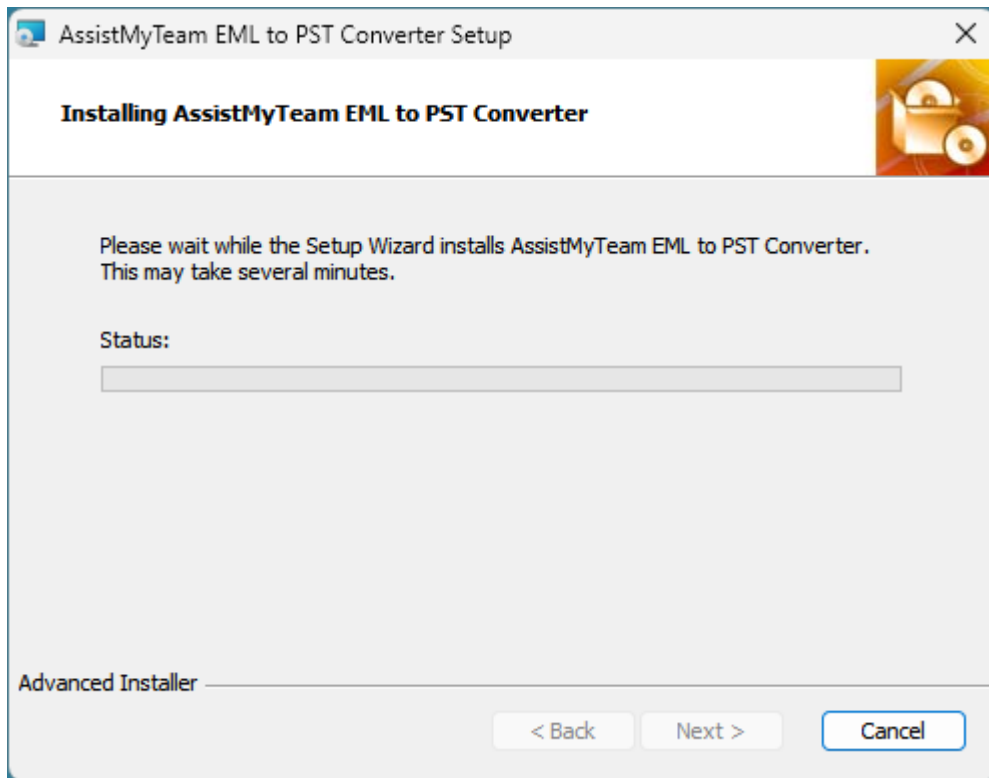 AssistMyTeam EML to PST Converter Setup
Installing AssistMyTeam EML to PST Converter
Please wait while the Setup Wizard installs AssistMyTeam EML to PST Converter.
This may take several minutes.
Status:
Advanced Installer
< Back
Next >
Cancel